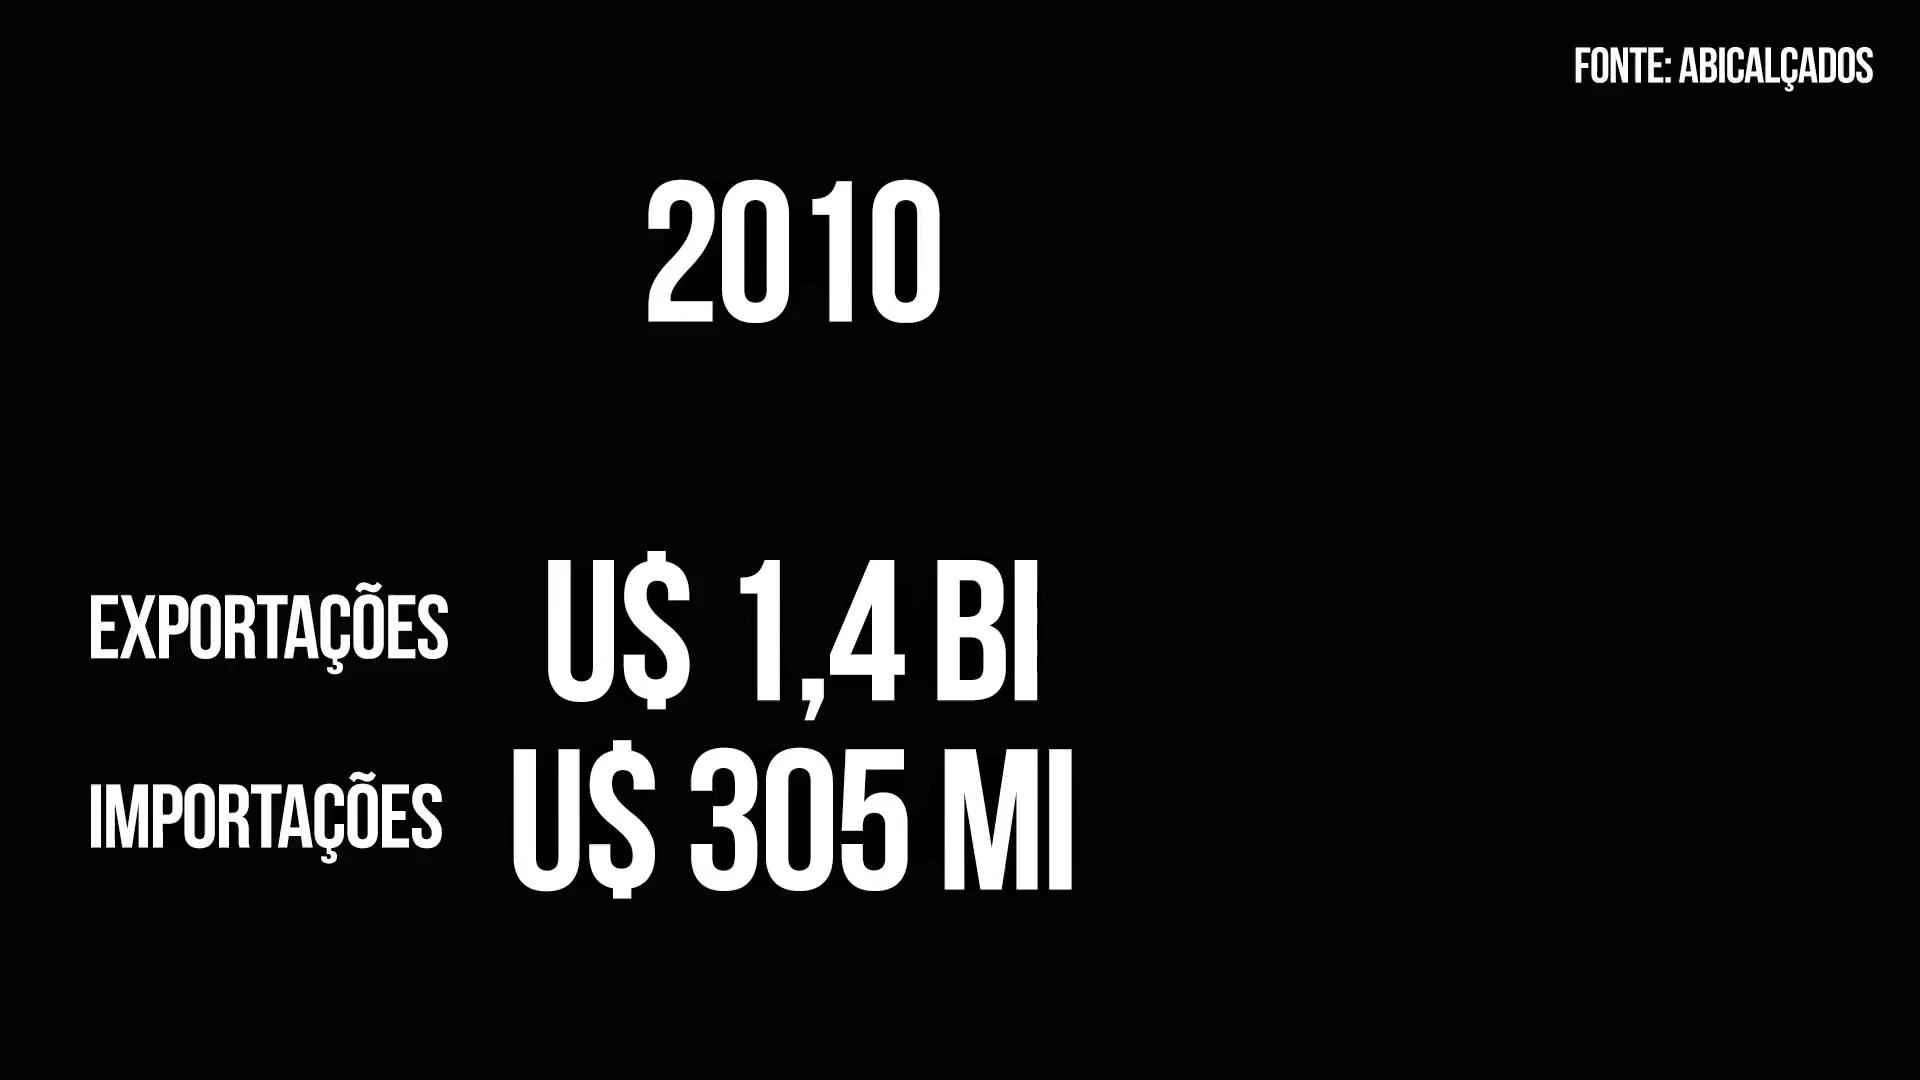 FONTE: ABICALÇADOS
2010
EXPORTAÇÕES U$ 1,4 BI
IMPORTAÇÕES U$ 305 MI